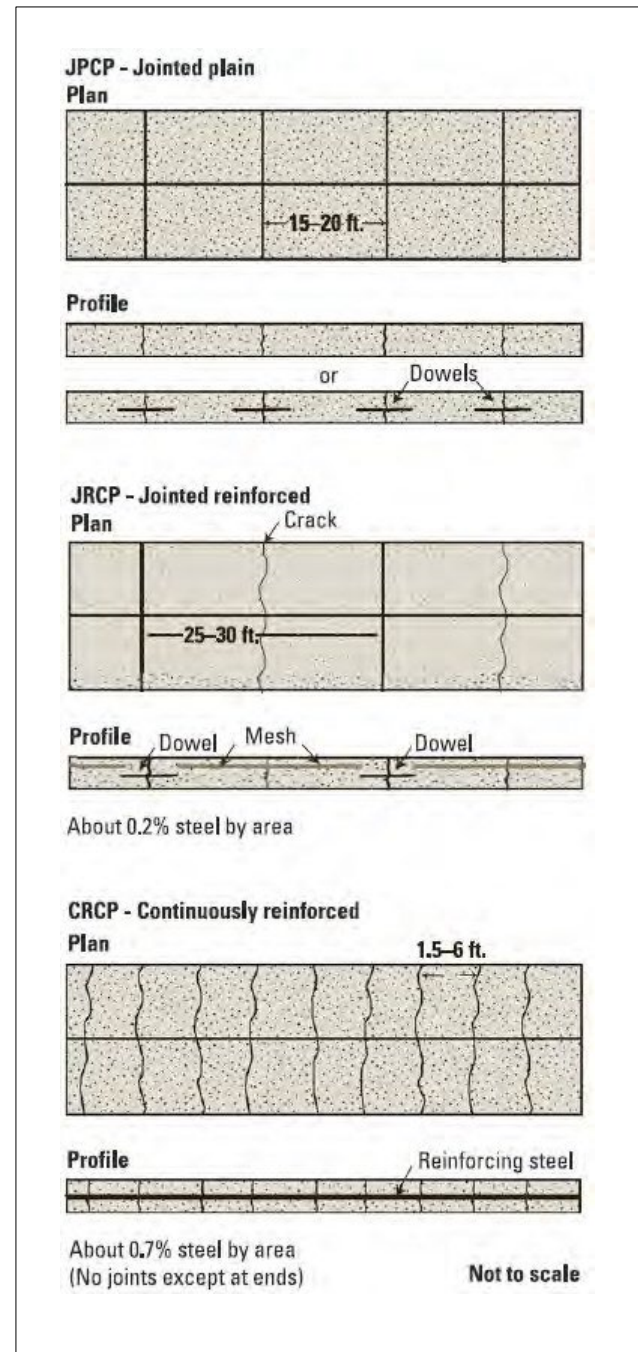 JPCP - Jointed plain
Plan
15–20 ft.
Profile
or
Dowels
JRCP - Jointed reinforced
Plan
Crack
25–30 ft.
Profile
Dowel
Mesh
Dowel
About 0.2% steel by area
CRCP - Continuously reinforced
Plan
1.5–6 ft.
Profile
Reinforcing steel
About 0.7% steel by area
(No joints except at ends)
Not to scale